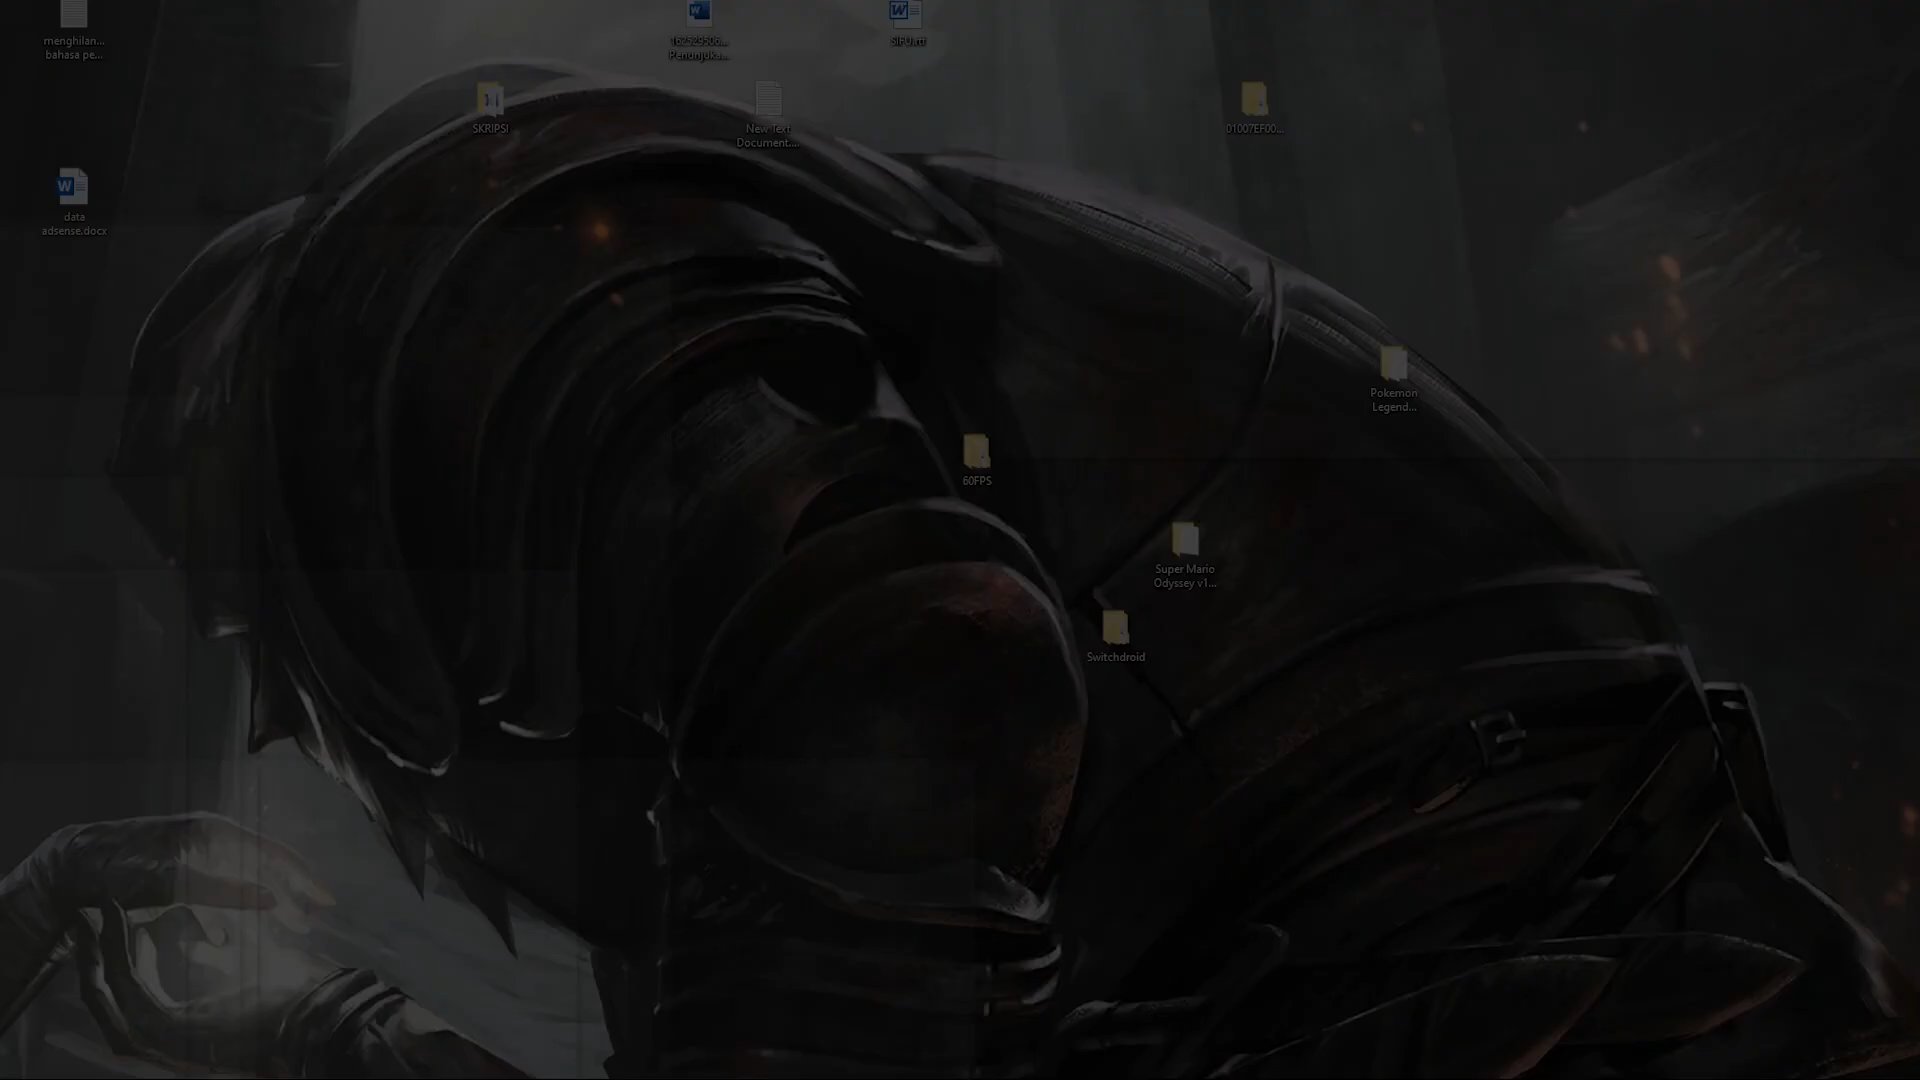 menghilan...
bahasa pe...
Penunjuka...
SIFU.rtf
SKRIPSI
New Text
Document....
01007EF00...
data
adsense.docx
Pokemon
Legend...
60FPS
Super Mario
Odyssey v1...
Switchdroid